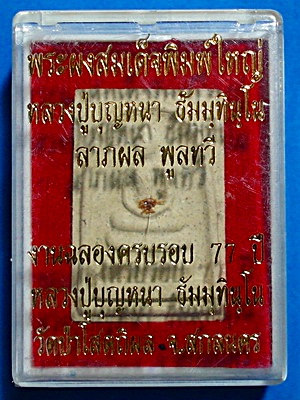 พระผงสมเด็จพิมพ์ใหญ่
หลวงปู่บุญหนา ธัมมฺทินฺโน
ลาภผล พูลทวี
งานฉลองครบรอบ 77 ปี
หลวงปู่บุญหนา ธัมมฺทินฺโน
วัดป่าโสตถิผล จ.สกลนคร